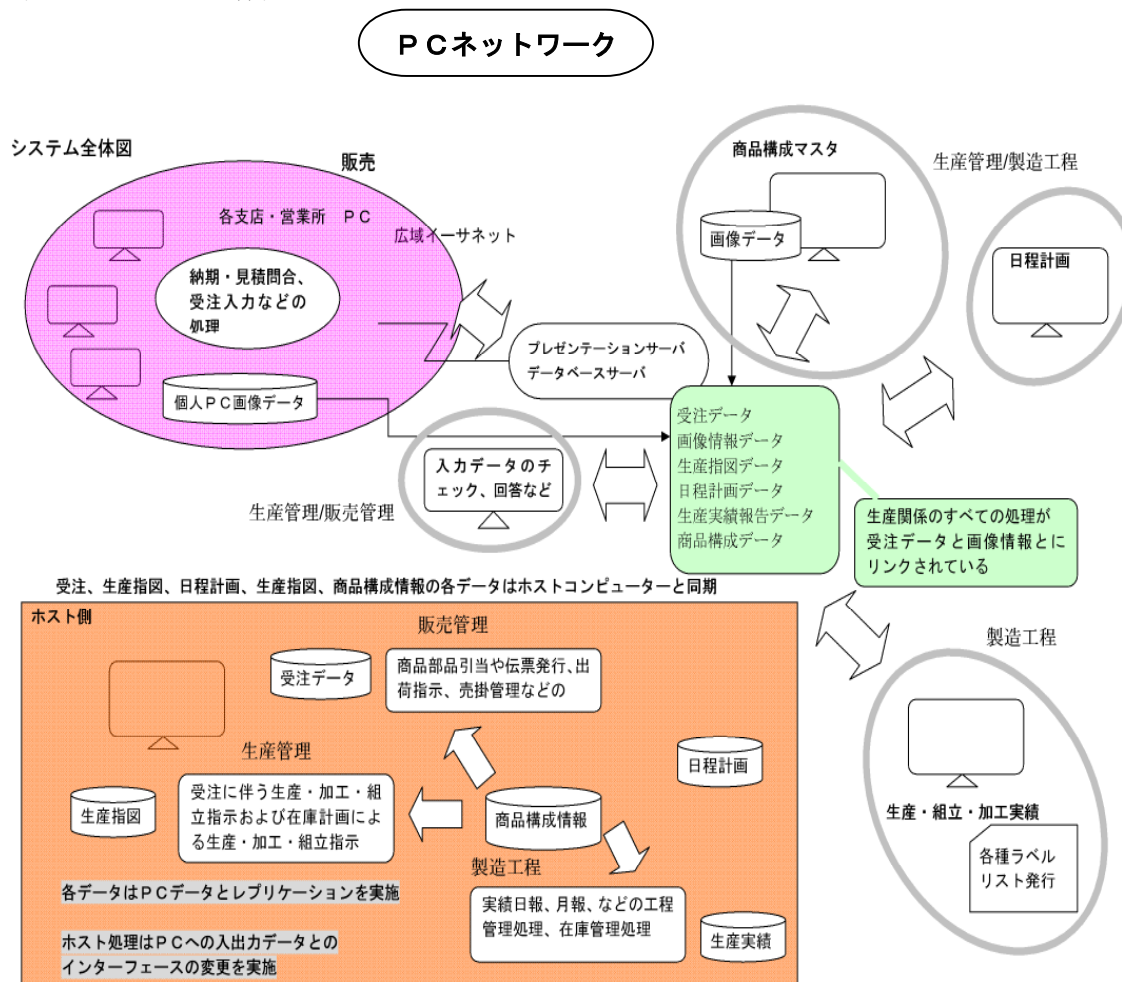 ＰＣネットワーク
システム全体図
販売
各支店・営業所　ＰＣ
広域イーサネット
納期・見積問合、
受注入力などの
処理
個人ＰＣ画像データ
商品構成マスタ
画像データ
生産管理/製造工程
日程計画
プレゼンテーションサーバ
データベースサーバ
受注データ
画像情報データ
生産指図データ
日程計画データ
生産実績報告データ
商品構成データ
入力データのチ
ェック、回答など
生産管理/販売管理
生産関係のすべての処理が
受注データと画像情報とに
リンクされている
受注、生産指図、日程計画、生産指図、商品構成情報の各データはホストコンピューターと同期
ホスト側
販売管理
受注データ
商品部品引当や伝票発行、出
荷指示、売掛管理などの
生産管理
日程計画
生産指図
受注に伴う生産・加工・組
立指示および在庫計画によ
る生産・加工・組立指示
商品構成情報
製造工程
各データはＰＣデータとレプリケーションを実施
実績日報、月報、などの工程
管理処理、在庫管理処理
生産実績
ホスト処理はＰＣへの入出力データとの
インターフェースの変更を実施
製造工程
生産・組立・加工実績
各種ラベル
リスト発行